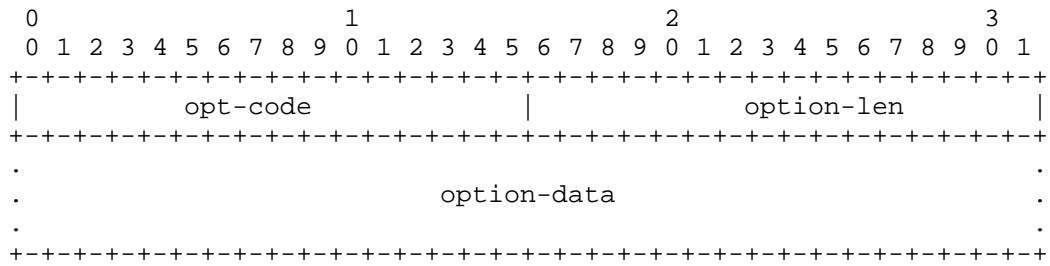 0                   1                   2                   3
 0 1 2 3 4 5 6 7 8 9 0 1 2 3 4 5 6 7 8 9 0 1 2 3 4 5 6 7 8 9 0 1
+-+-+-+-+-+-+-+-+-+-+-+-+-+-+-+-+-+-+-+-+-+-+-+-+-+-+-+-+-+-+-+-+
|          opt-code             |             option-len        |
+-+-+-+-+-+-+-+-+-+-+-+-+-+-+-+-+-+-+-+-+-+-+-+-+-+-+-+-+-+-+-+-+
.                                                               .
.                          option-data                          .
.                                                               .
+-+-+-+-+-+-+-+-+-+-+-+-+-+-+-+-+-+-+-+-+-+-+-+-+-+-+-+-+-+-+-+-+